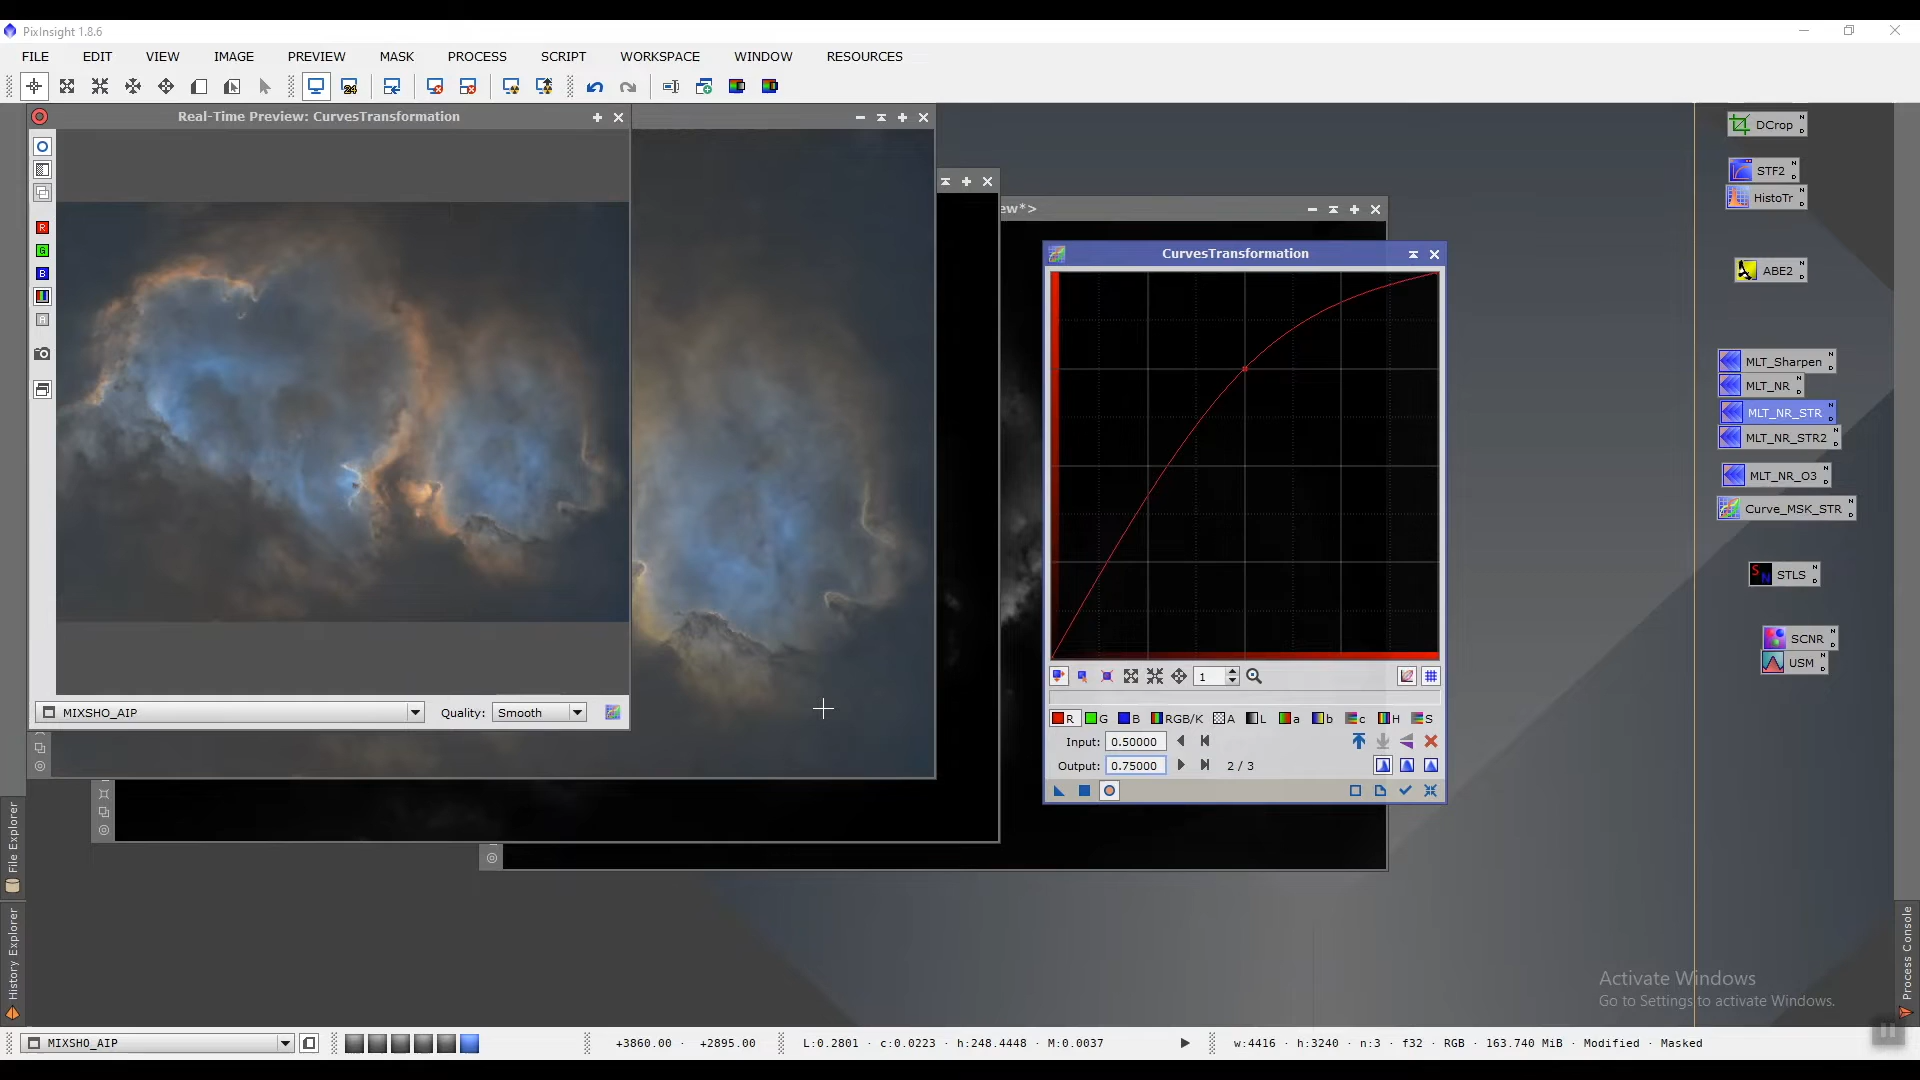 PixInsight 1.8.6
FILE EDIT VIEW IMAGE PREVIEW MASK PROCESS SCRIPT WORKSPACE WINDOW RESOURCES
24
Real-Time Preview: CurvesTransformation
ew*>
CurvesTransformation
R
G
B
A
MIXSHO_AIP Quality: Smooth
1
R G B RGB/K A L a b c H S
Input: 0.50000
Output: 0.75000 2 / 3
DCrop
STF2
HistoTr
ABE2
MLT_Sharpen
MLT_NR
MLT_NR_STR
MLT_NR_STR2
MLT_NR_O3
Curve_MSK_STR
STLS
SCNR
USM
File Explorer
History Explorer
Process Console
Activate Windows
Go to Settings to activate Windows.
MIXSHO_AIP +3860.00 · +2895.00 L:0.2801 · c:0.0223 · h:248.4448 · M:0.0037 w:4416 · h:3240 · n:3 · f32 · RGB · 163.740 MiB · Modified · Masked